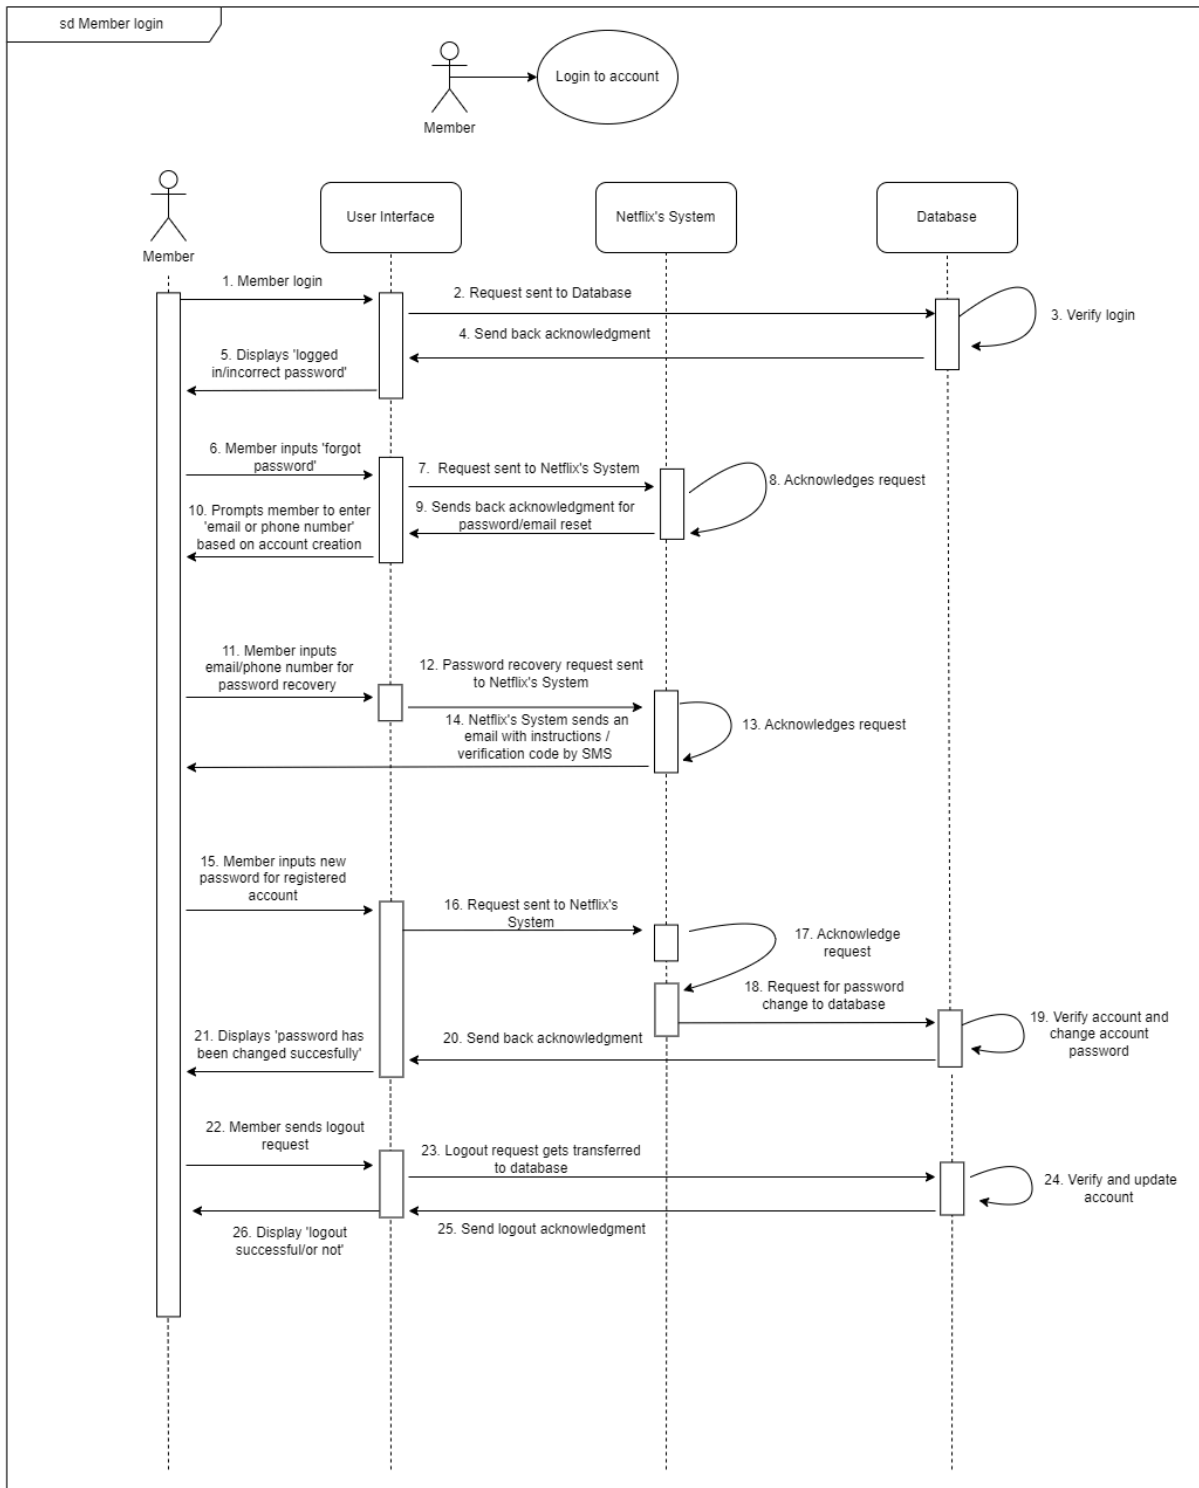 sd Member login
Login to account
Member
Member
User Interface
Netflix's System
Database
1. Member login
2. Request sent to Database
3. Verify login
4. Send back acknowledgment
5. Displays 'logged
in/incorrect password'
6. Member inputs 'forgot
password'
7.  Request sent to Netflix's System
8. Acknowledges request
9. Sends back acknowledgment for
password/email reset
10. Prompts member to enter
'email or phone number'
based on account creation
11. Member inputs
email/phone number for
password recovery
12. Password recovery request sent
to Netflix's System
13. Acknowledges request
14. Netflix's System sends an
email with instructions /
verification code by SMS
15. Member inputs new
password for registered
account
16. Request sent to Netflix's
System
17. Acknowledge
request
18. Request for password
change to database
19. Verify account and
change account
password
20. Send back acknowledgment
21. Displays 'password has
been changed succesfully'
22. Member sends logout
request
23. Logout request gets transferred
to database
24. Verify and update
account
25. Send logout acknowledgment
26. Display 'logout
successful/or not'